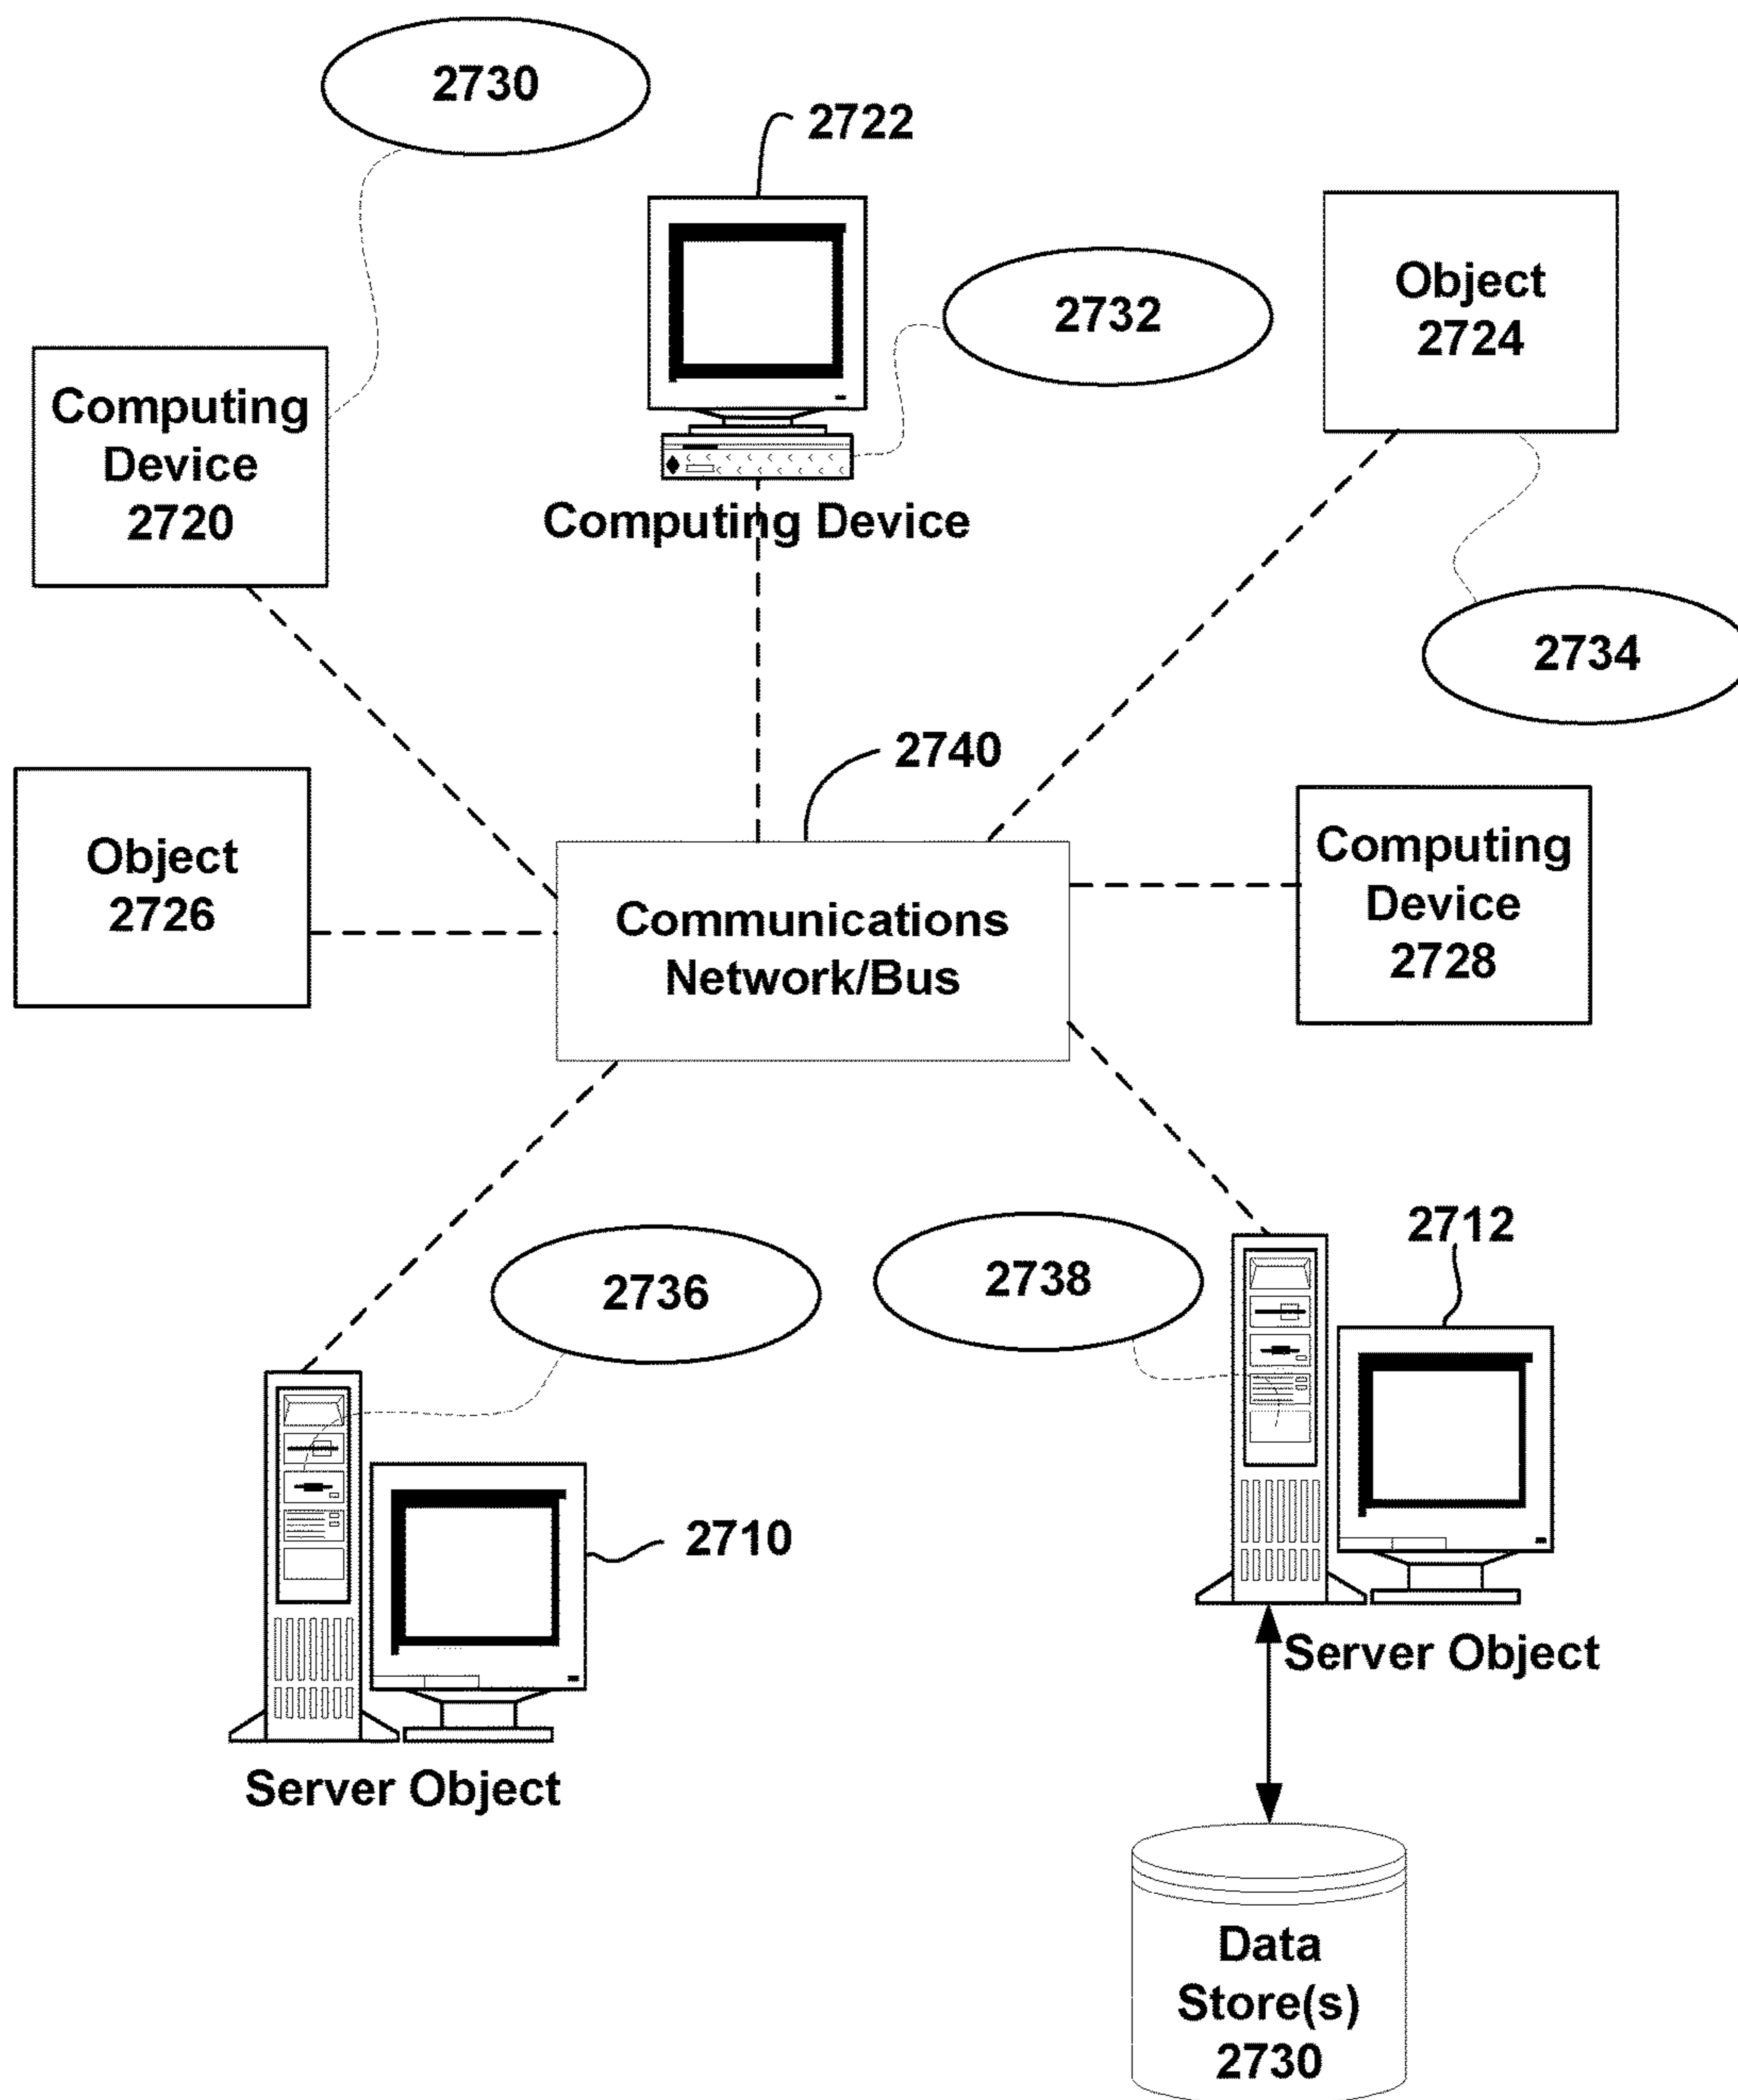 2730
2722
2732
Object
2724
Computing
Device
2720
Computing Device
2734
2740
Object
2726
Communications
Network/Bus
Computing
Device
2728
2736
2738
2712
2710
Server Object
Server Object
Data
Store(s)
2730